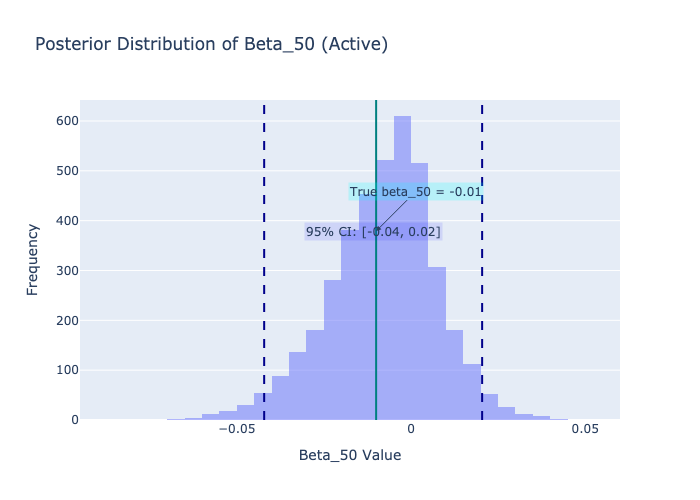 Posterior Distribution of Beta_50 (Active)
600
500
400
300
200
100
0
Frequency
True beta_50 = -0.01
95% CI: [-0.04, 0.02]
−0.05
0
0.05
Beta_50 Value